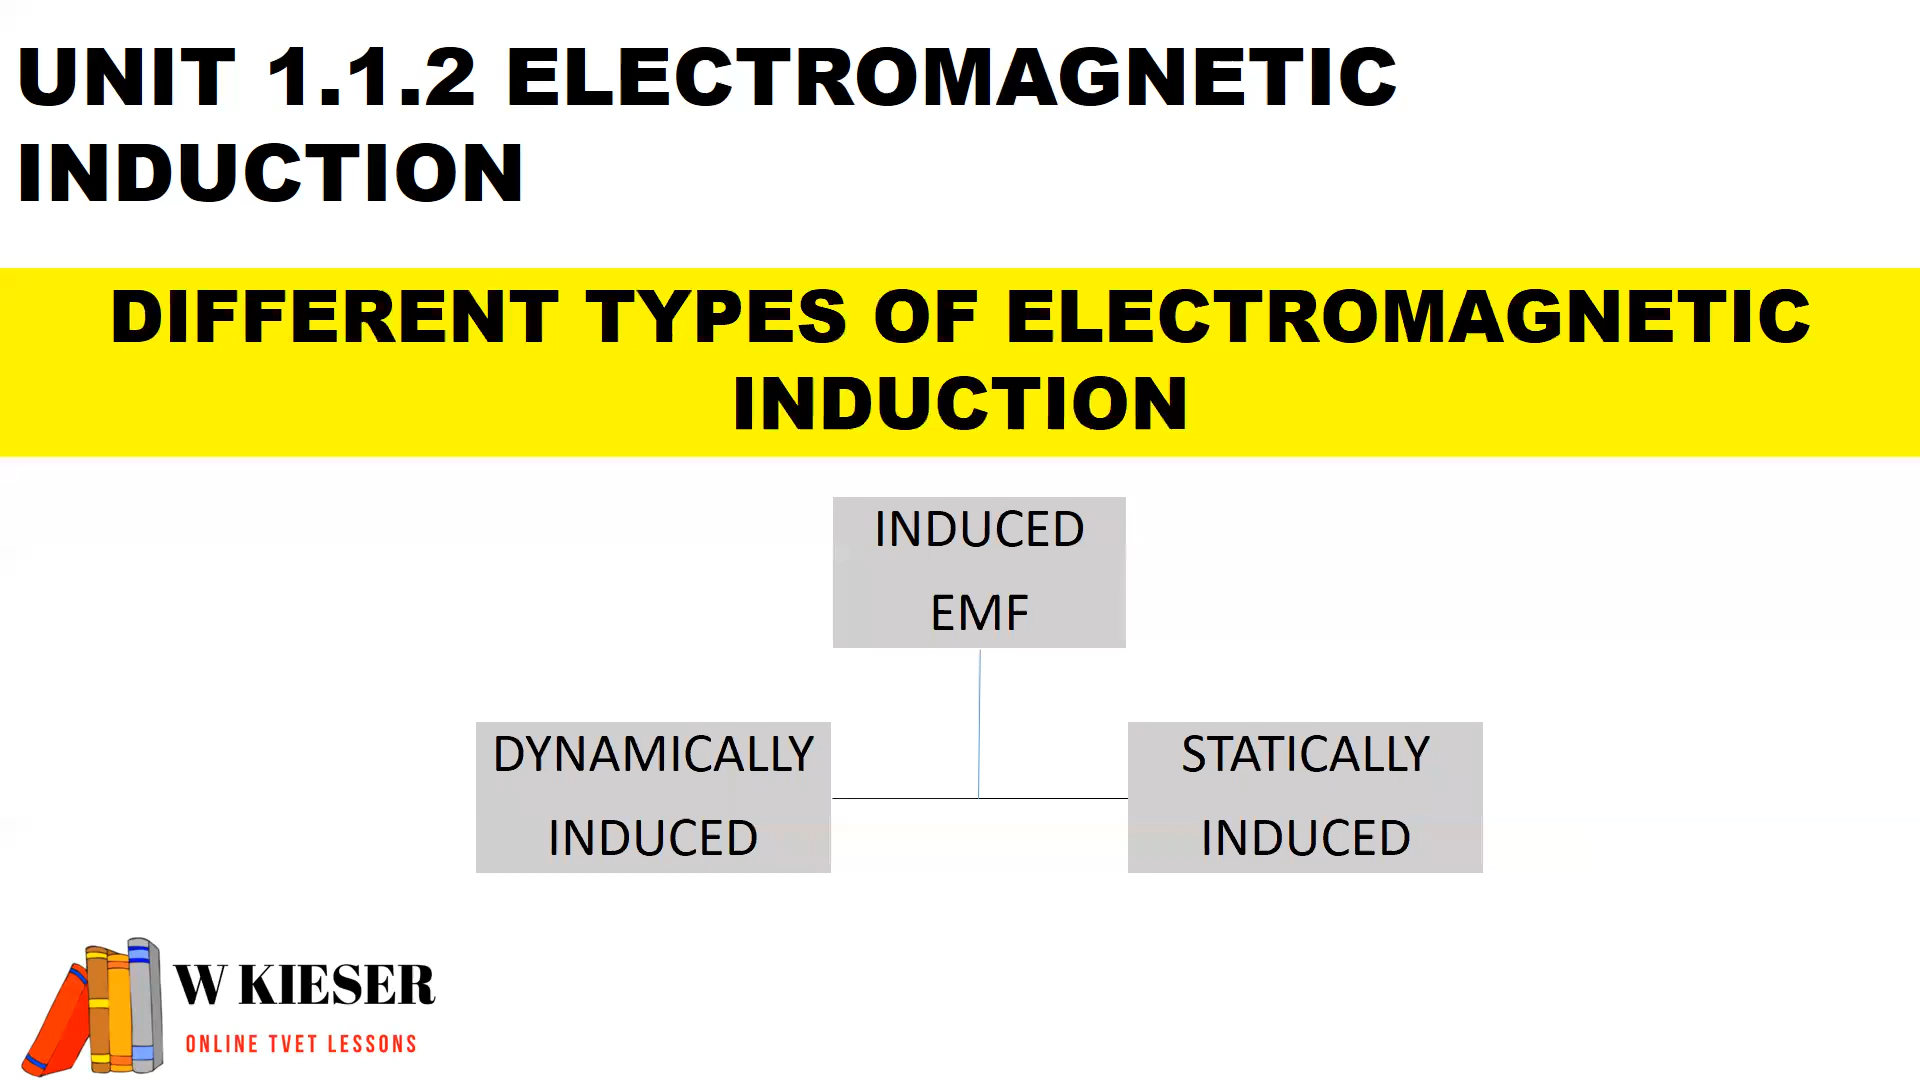 UNIT 1.1.2 ELECTROMAGNETIC
INDUCTION
DIFFERENT TYPES OF ELECTROMAGNETIC
INDUCTION
INDUCED
EMF
DYNAMICALLY
INDUCED
STATICALLY
INDUCED
W KIESER
ONLINE TVET LESSONS